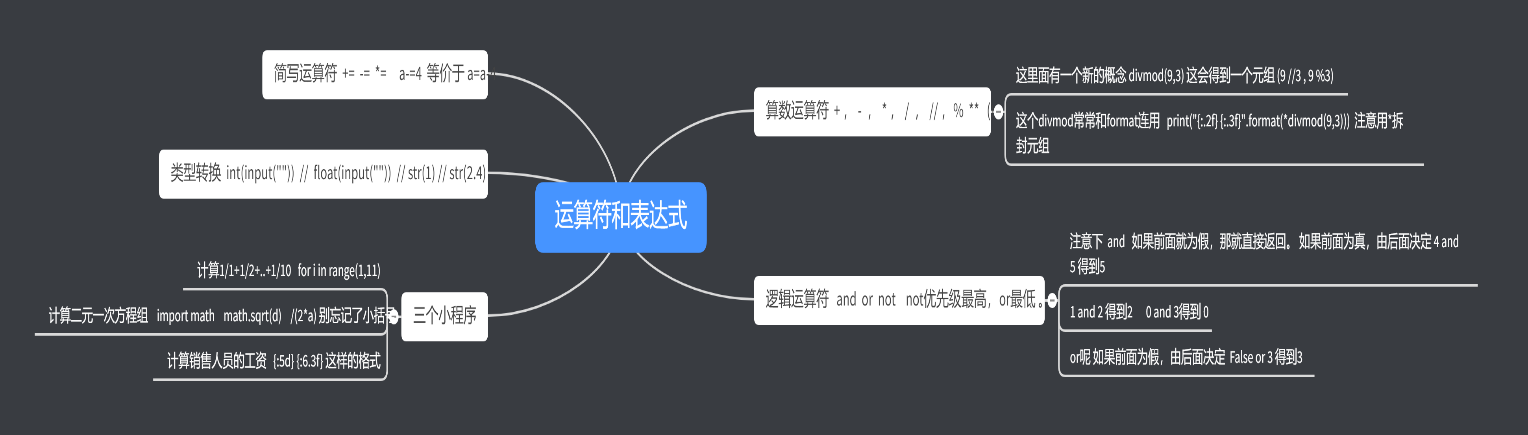 简写运算符 += -= *= a-=4 等价于 a=a
类型转换 int(input("")) // float(input("")) // str(1) // str(2.4)
运算符和表达式
计算1/1+1/2+..+1/10 for i in range(1,11)
计算二元一次方程组 import math math.sqrt(d) /(2*a) 别忘记了小括
三个小程序
计算销售人员的工资 {:5d} {:6.3f} 这样的格式
算数运算符 + , - , * , / , // , % ** (
这里面有一个新的概念 divmod(9,3) 这会得到一个元组 (9 //3 , 9 %3)
这个divmod常常和format连用 print("{:.2f} {:.3f}".format(*divmod(9,3))) 注意用*拆
封元组
逻辑运算符 and or not not优先级最高，or最低。
注意下 and 如果前面就为假，那就直接返回。如果前面为真，由后面决定 4 and
5 得到5
1 and 2 得到2 0 and 3得到 0
or呢 如果前面为假，由后面决定 False or 3 得到3